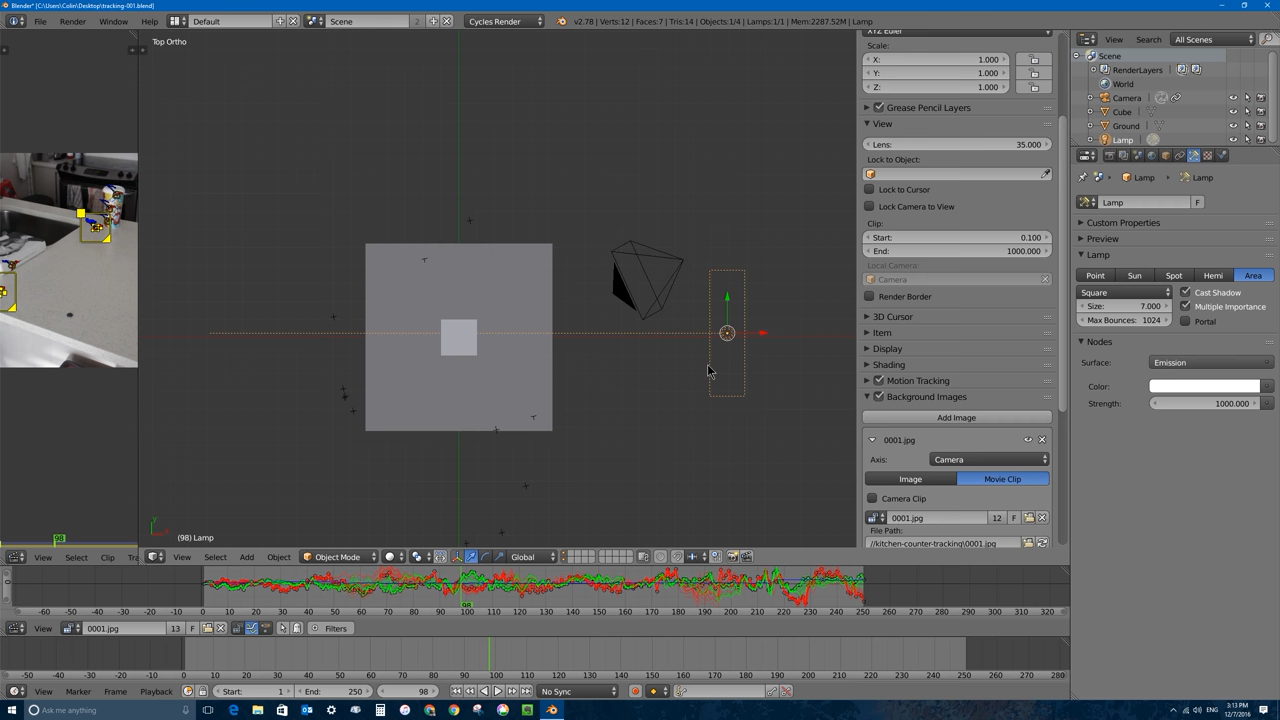 Blender* [C:\Users\Colin\Desktop\tracking-001.blend]
File Render Window Help Default Scene 2 Cycles Render v2.78 | Verts:12 | Faces:7 | Tris:14 | Objects:1/4 | Lamps:1/1 | Mem:2287.52M | Lamp
Top Ortho
(98) Lamp
98
View Select Clip Tra
View Select Add Object Object Mode Global
XYZ Euler
Scale:
X: 1.000
Y: 1.000
Z: 1.000
Grease Pencil Layers
View
Lens: 35.000
Lock to Object:
Lock to Cursor
Lock Camera to View
Clip:
Start: 0.100
End: 1000.000
Local Camera:
Camera
Render Border
3D Cursor
Item
Display
Shading
Motion Tracking
Background Images
Add Image
0001.jpg
Axis: Camera
Image Movie Clip
Camera Clip
0001.jpg 12 F
File Path:
//kitchen-counter-tracking\0001.jpg
View Search All Scenes
Scene
RenderLayers
World
Camera
Cube
Ground
Lamp
Lamp Lamp
Lamp F
Custom Properties
Preview
Lamp
Point Sun Spot Hemi Area
Square Cast Shadow
Size: 7.000 Multiple Importance
Max Bounces: 1024 Portal
Nodes
Surface: Emission
Color:
Strength: 1000.000
98
-60 -50 -40 -30 -20 -10 0 10 20 30 40 50 60 70 80 90 100 110 120 130 140 150 160 170 180 190 200 210 220 230 240 250 260 270 280 290 300 310 320
View 0001.jpg 13 F Filters
-50 -40 -30 -20 -10 0 10 20 30 40 50 60 70 80 90 100 110 120 130 140 150 160 170 180 190 200 210 220 230 240 250 260 270 280
View Marker Frame Playback Start: 1 End: 250 98 No Sync
Ask me anything
ENG
3:13 PM
12/7/2016